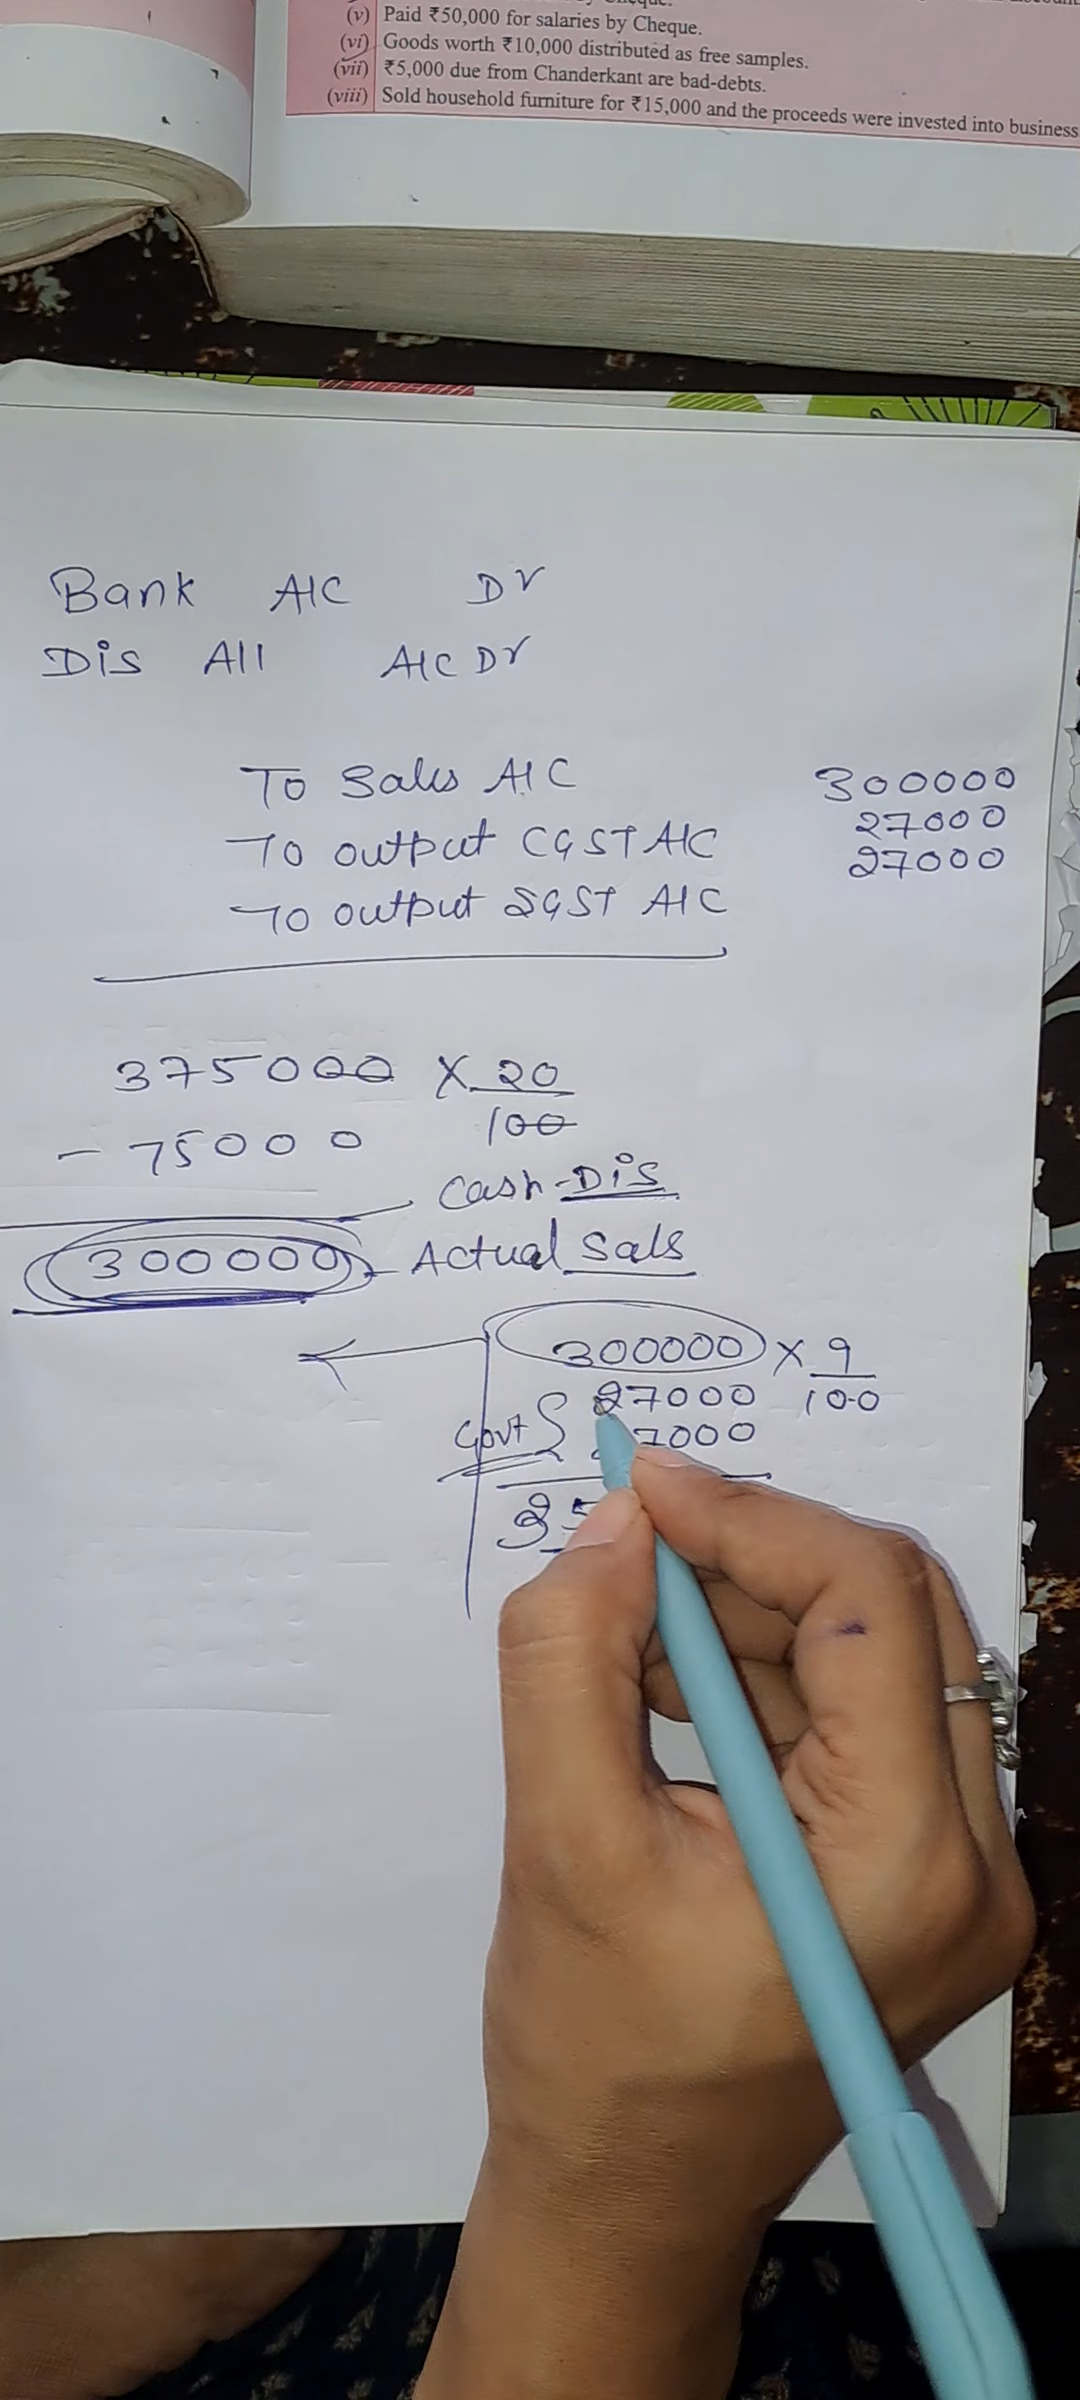 (v) Paid ₹50,000 for salaries by Cheque.
(vi) Goods worth ₹10,000 distributed as free samples.
(vii) ₹5,000 due from Chanderkant are bad-debts.
(viii) Sold household furniture for ₹15,000 and the proceeds were invested into business
Bank A/C Dr
Dis All A/C Dr
To Sales A/C 300000
To output CGST A/C 27000
To output SGST A/C 27000
375000 X 20
100
- 75000
Cash-Dis
300000 - Actual Sals
300000 X 9
27000 100
Govt 7000
35